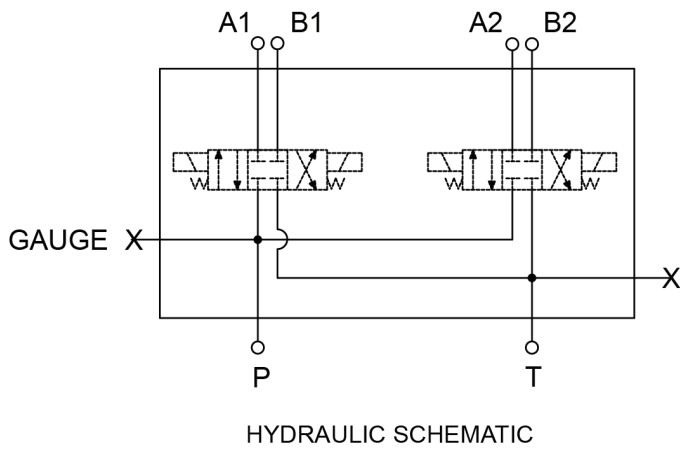 A1 B1 A2 B2
GAUGE X
X
P T
HYDRAULIC SCHEMATIC